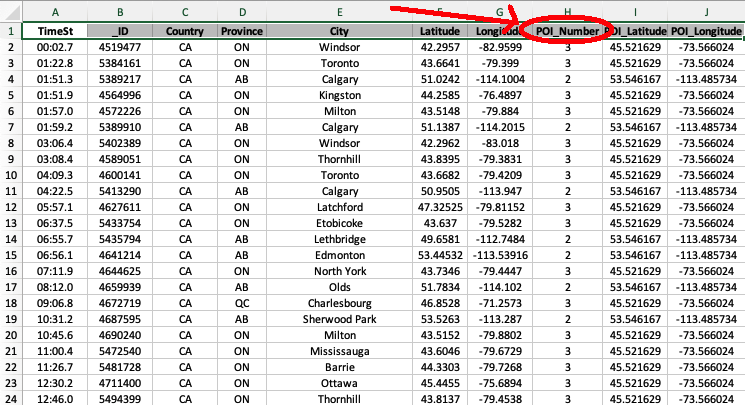 A B C D E F G H I J
1 TimeSt _ID Country Province City Latitude Longitude POI_Number POI_Latitude POI_Longitude
2 00:02.7 4519477 CA ON Windsor 42.2957 -82.9599 3 45.521629 -73.566024
3 01:22.8 5384161 CA ON Toronto 43.6641 -79.399 3 45.521629 -73.566024
4 01:51.3 5389217 CA AB Calgary 51.0242 -114.1004 2 53.546167 -113.485734
5 01:51.9 4564996 CA ON Kingston 44.2585 -76.4897 3 45.521629 -73.566024
6 01:57.0 4572226 CA ON Milton 43.5148 -79.884 3 45.521629 -73.566024
7 01:59.2 5389910 CA AB Calgary 51.1387 -114.2015 2 53.546167 -113.485734
8 03:06.4 5402389 CA ON Windsor 42.2962 -83.018 3 45.521629 -73.566024
9 03:08.4 4589051 CA ON Thornhill 43.8395 -79.3831 3 45.521629 -73.566024
10 04:09.3 4600141 CA ON Toronto 43.6682 -79.4209 3 45.521629 -73.566024
11 04:22.5 5413290 CA AB Calgary 50.9505 -113.947 2 53.546167 -113.485734
12 05:57.1 4627611 CA ON Latchford 47.32525 -79.81152 3 45.521629 -73.566024
13 06:37.5 5433754 CA ON Etobicoke 43.637 -79.5282 3 45.521629 -73.566024
14 06:55.7 5435794 CA AB Lethbridge 49.6581 -112.7484 2 53.546167 -113.485734
15 06:56.1 4641214 CA AB Edmonton 53.44532 -113.53916 2 53.546167 -113.485734
16 07:11.9 4644625 CA ON North York 43.7346 -79.4447 3 45.521629 -73.566024
17 08:12.0 4659939 CA AB Olds 51.7834 -114.102 2 53.546167 -113.485734
18 09:06.8 4672719 CA QC Charlesbourg 46.8528 -71.2573 3 45.521629 -73.566024
19 10:31.2 4687595 CA AB Sherwood Park 53.5263 -113.287 2 53.546167 -113.485734
20 10:45.6 4690240 CA ON Milton 43.5152 -79.8802 3 45.521629 -73.566024
21 11:00.4 5472540 CA ON Mississauga 43.6046 -79.6729 3 45.521629 -73.566024
22 11:26.7 5481728 CA ON Barrie 44.3303 -79.7268 3 45.521629 -73.566024
23 12:30.2 4711400 CA ON Ottawa 45.4455 -75.6894 3 45.521629 -73.566024
24 12:46.0 5494399 CA ON Thornhill 43.8137 -79.4538 3 45.521629 -73.566024